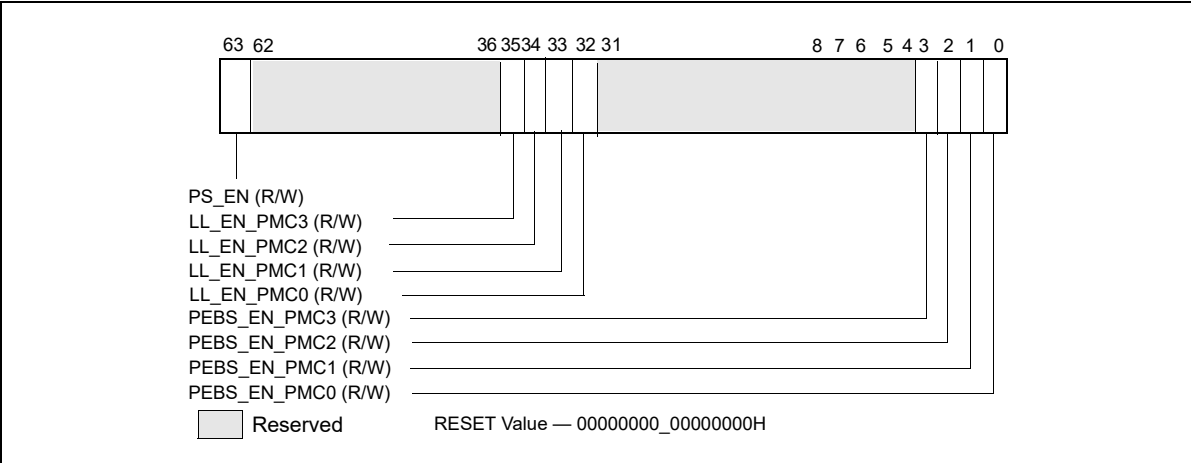 63 62 36 35 34 33 32 31 8 7 6 5 4 3 2 1 0
PS_EN (R/W)
LL_EN_PMC3 (R/W)
LL_EN_PMC2 (R/W)
LL_EN_PMC1 (R/W)
LL_EN_PMC0 (R/W)
PEBS_EN_PMC3 (R/W)
PEBS_EN_PMC2 (R/W)
PEBS_EN_PMC1 (R/W)
PEBS_EN_PMC0 (R/W)
Reserved RESET Value — 00000000_00000000H